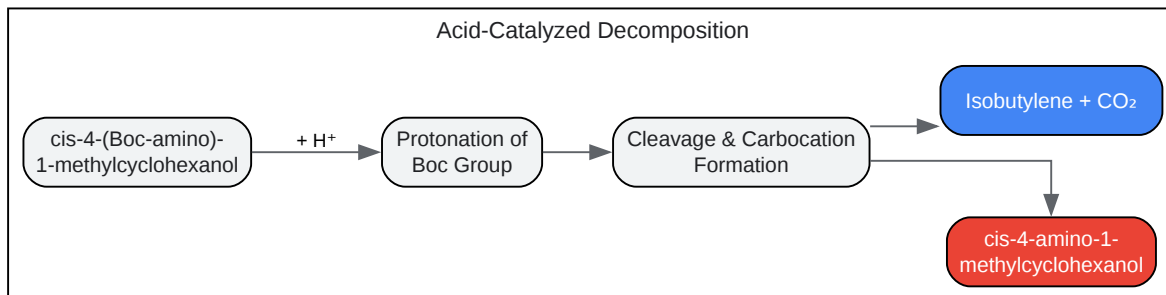 Acid-Catalyzed Decomposition
cis-4-(Boc-amino)-
1-methylcyclohexanol
+ H⁺
Protonation of
Boc Group
Cleavage & Carbocation
Formation
Isobutylene + CO₂
cis-4-amino-1-
methylcyclohexanol